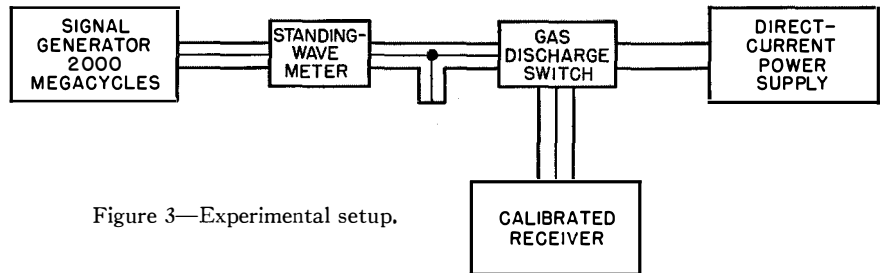 SIGNAL
GENERATOR
2000
MEGACYCLES
STANDING-
WAVE
METER
GAS
DISCHARGE
SWITCH
DIRECT-
CURRENT
POWER
SUPPLY
CALIBRATED
RECEIVER
Figure 3—Experimental setup.